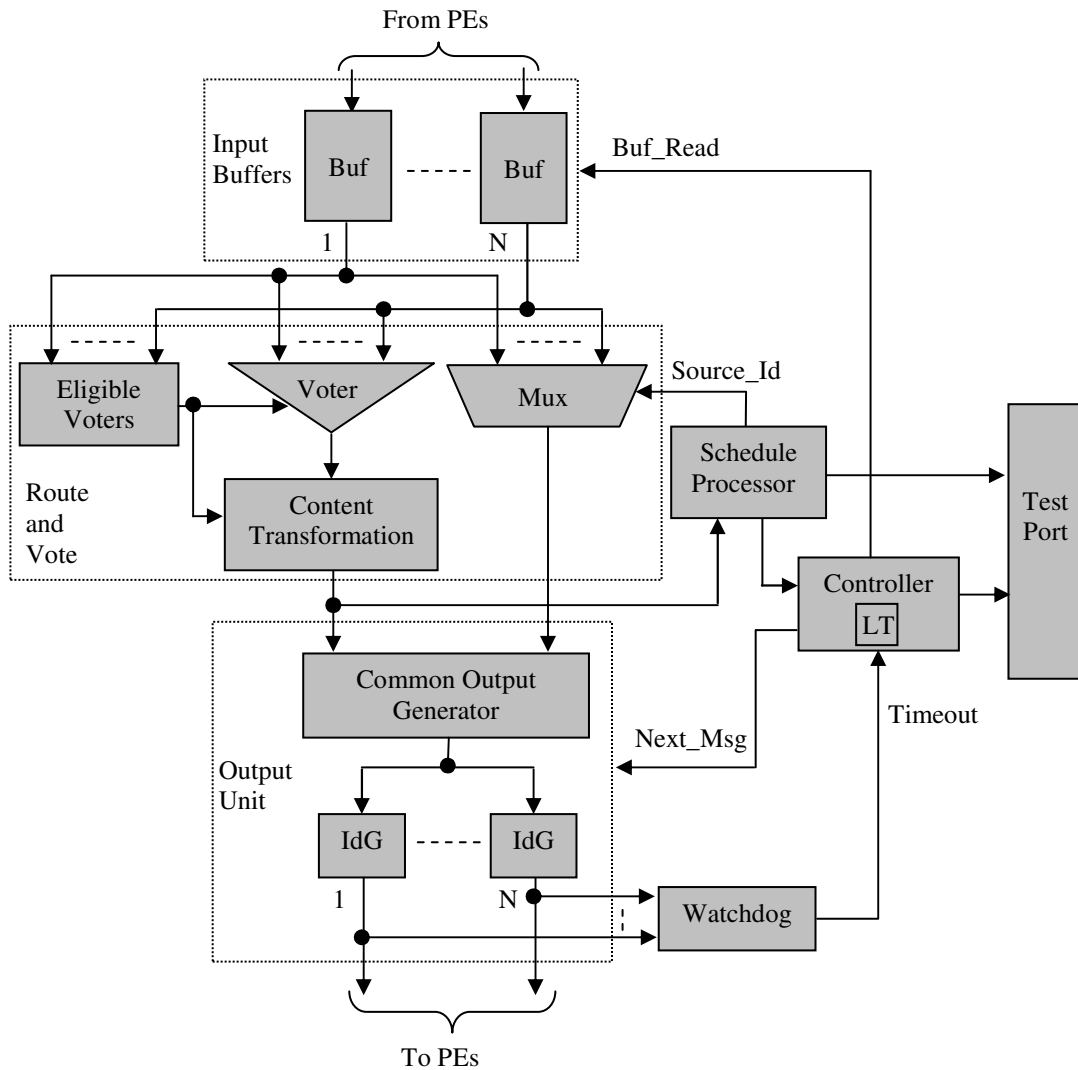 From PEs
Input
Buffers
Buf
Buf
Buf_Read
1
N
Eligible
Voters
Voter
Mux
Source_Id
Schedule
Processor
Test
Port
Route
and
Vote
Content
Transformation
Controller
LT
Common Output
Generator
Timeout
Next_Msg
Output
Unit
IdG
IdG
1
N
Watchdog
To PEs